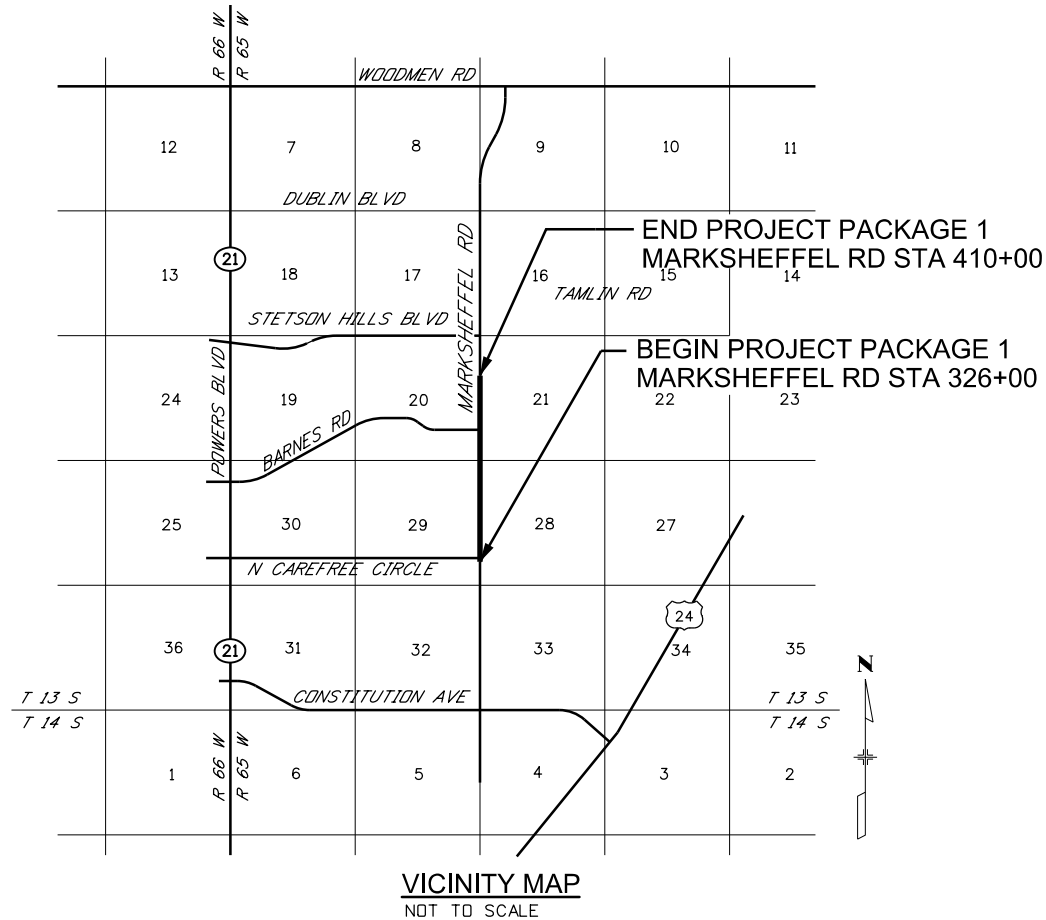 R 66 W
R 65 W
WOODMEN RD
12
7
8
9
10
11
DUBLIN BLVD
MARKSHEFFEL RD
END PROJECT PACKAGE 1
MARKSHEFFEL RD STA 410+00
21
13
18
17
16
15
14
TAMLIN RD
STETSON HILLS BLVD
BEGIN PROJECT PACKAGE 1
MARKSHEFFEL RD STA 326+00
POWERS BLVD
24
19
20
21
22
23
BARNES RD
25
30
29
28
27
N CAREFREE CIRCLE
24
36
21
31
32
33
34
35
N
CONSTITUTION AVE
T 13 S
T 14 S
T 13 S
T 14 S
R 66 W
R 65 W
1
6
5
4
3
2
VICINITY MAP
NOT TO SCALE